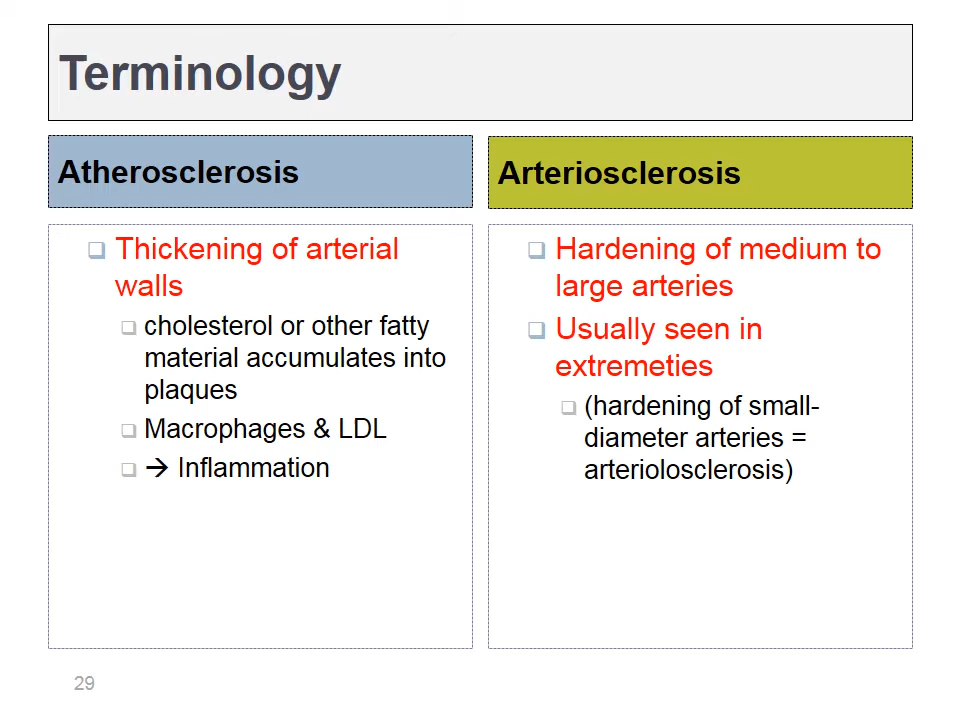 Terminology
Atherosclerosis
Thickening of arterial
walls
cholesterol or other fatty
material accumulates into
plaques
Macrophages & LDL
→ Inflammation
Arteriosclerosis
Hardening of medium to
large arteries
Usually seen in
extremeties
(hardening of small-
diameter arteries =
arteriolosclerosis)
29